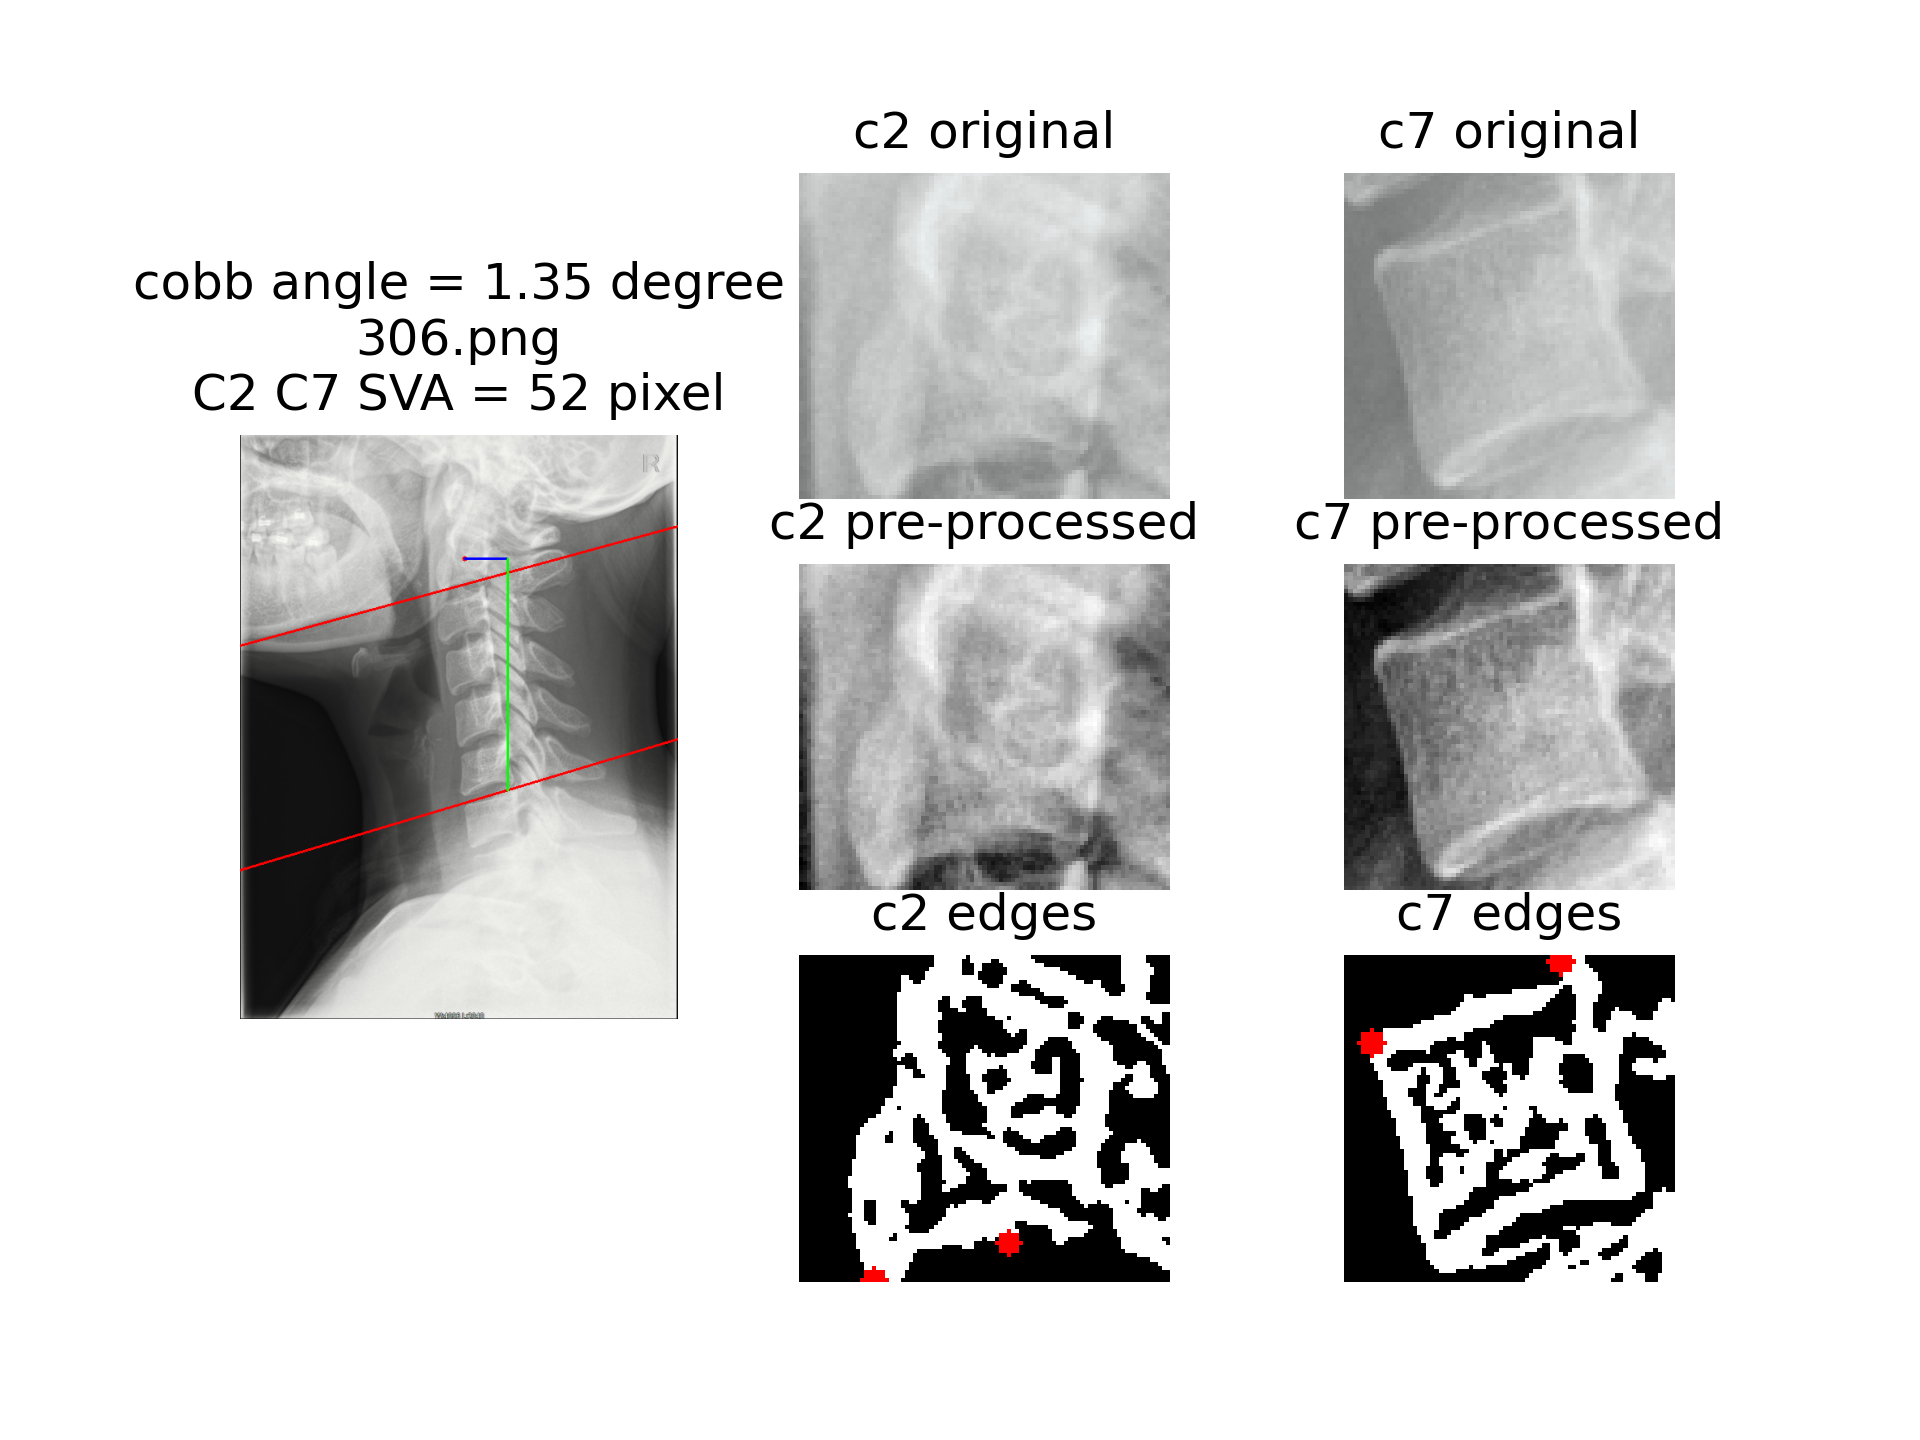 cobb angle = 1.35 degree
306.png
C2 C7 SVA = 52 pixel
R
c2 original
c7 original
c2 pre-processed
c7 pre-processed
c2 edges
c7 edges